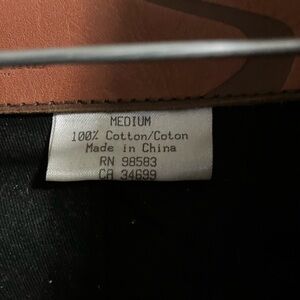 MEDIUM
100% Cotton/Coton
Made in China
RN 98583
CA 34699